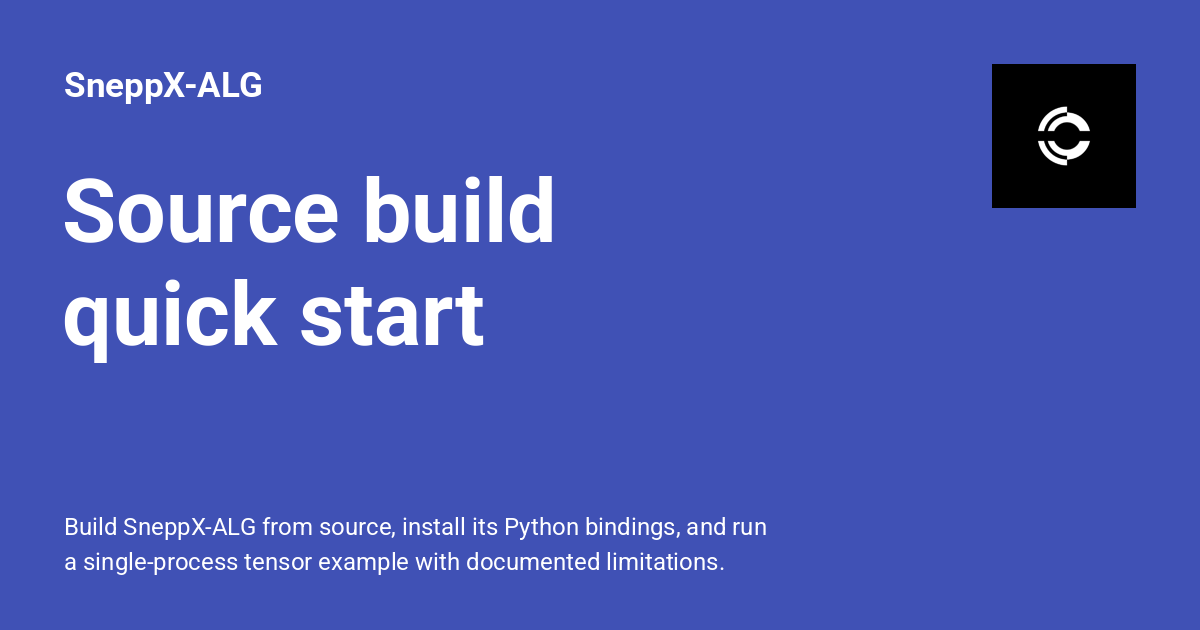 SneppX-ALG
Source build
quick start
Build SneppX-ALG from source, install its Python bindings, and run
a single-process tensor example with documented limitations.